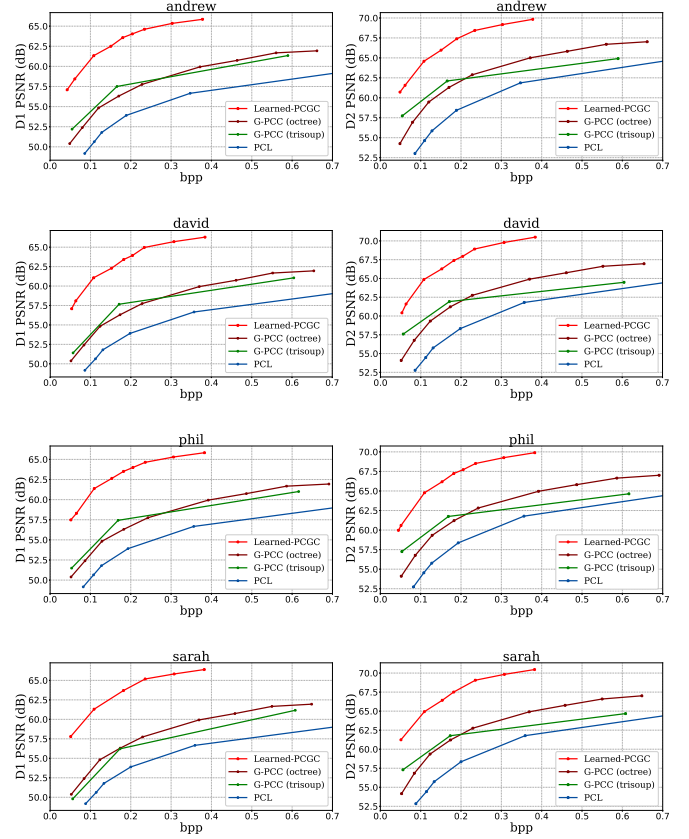 andrew
D1 PSNR (dB)
65.0
62.5
60.0
57.5
55.0
52.5
50.0
Learned-PCGC
G-PCC (octree)
G-PCC (trisoup)
PCL
0.0 0.1 0.2 0.3 0.4 0.5 0.6 0.7
bpp
andrew
D2 PSNR (dB)
70.0
67.5
65.0
62.5
60.0
57.5
55.0
52.5
Learned-PCGC
G-PCC (octree)
G-PCC (trisoup)
PCL
0.0 0.1 0.2 0.3 0.4 0.5 0.6 0.7
bpp
david
D1 PSNR (dB)
65.0
62.5
60.0
57.5
55.0
52.5
50.0
Learned-PCGC
G-PCC (octree)
G-PCC (trisoup)
PCL
0.0 0.1 0.2 0.3 0.4 0.5 0.6 0.7
bpp
david
D2 PSNR (dB)
70.0
67.5
65.0
62.5
60.0
57.5
55.0
52.5
Learned-PCGC
G-PCC (octree)
G-PCC (trisoup)
PCL
0.0 0.1 0.2 0.3 0.4 0.5 0.6 0.7
bpp
phil
D1 PSNR (dB)
65.0
62.5
60.0
57.5
55.0
52.5
50.0
Learned-PCGC
G-PCC (octree)
G-PCC (trisoup)
PCL
0.0 0.1 0.2 0.3 0.4 0.5 0.6 0.7
bpp
phil
D2 PSNR (dB)
70.0
67.5
65.0
62.5
60.0
57.5
55.0
52.5
Learned-PCGC
G-PCC (octree)
G-PCC (trisoup)
PCL
0.0 0.1 0.2 0.3 0.4 0.5 0.6 0.7
bpp
sarah
D1 PSNR (dB)
65.0
62.5
60.0
57.5
55.0
52.5
50.0
Learned-PCGC
G-PCC (octree)
G-PCC (trisoup)
PCL
0.0 0.1 0.2 0.3 0.4 0.5 0.6 0.7
bpp
sarah
D2 PSNR (dB)
70.0
67.5
65.0
62.5
60.0
57.5
55.0
52.5
Learned-PCGC
G-PCC (octree)
G-PCC (trisoup)
PCL
0.0 0.1 0.2 0.3 0.4 0.5 0.6 0.7
bpp